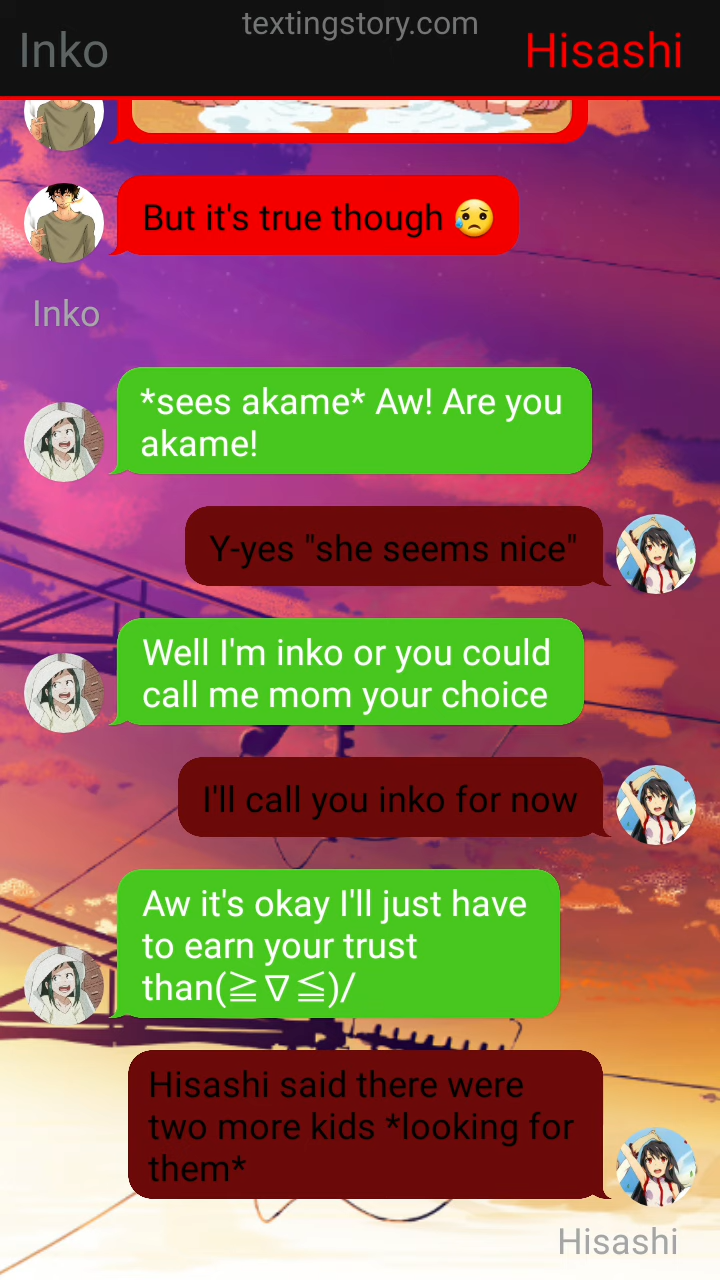 textingstory.com
Inko
Hisashi
But it's true though 😥
Inko
*sees akame* Aw! Are you
akame!
Y-yes "she seems nice"
Well I'm inko or you could
call me mom your choice
I'll call you inko for now
Aw it's okay I'll just have
to earn your trust
than(≧∇≦)/
Hisashi said there were
two more kids *looking for
them*
Hisashi